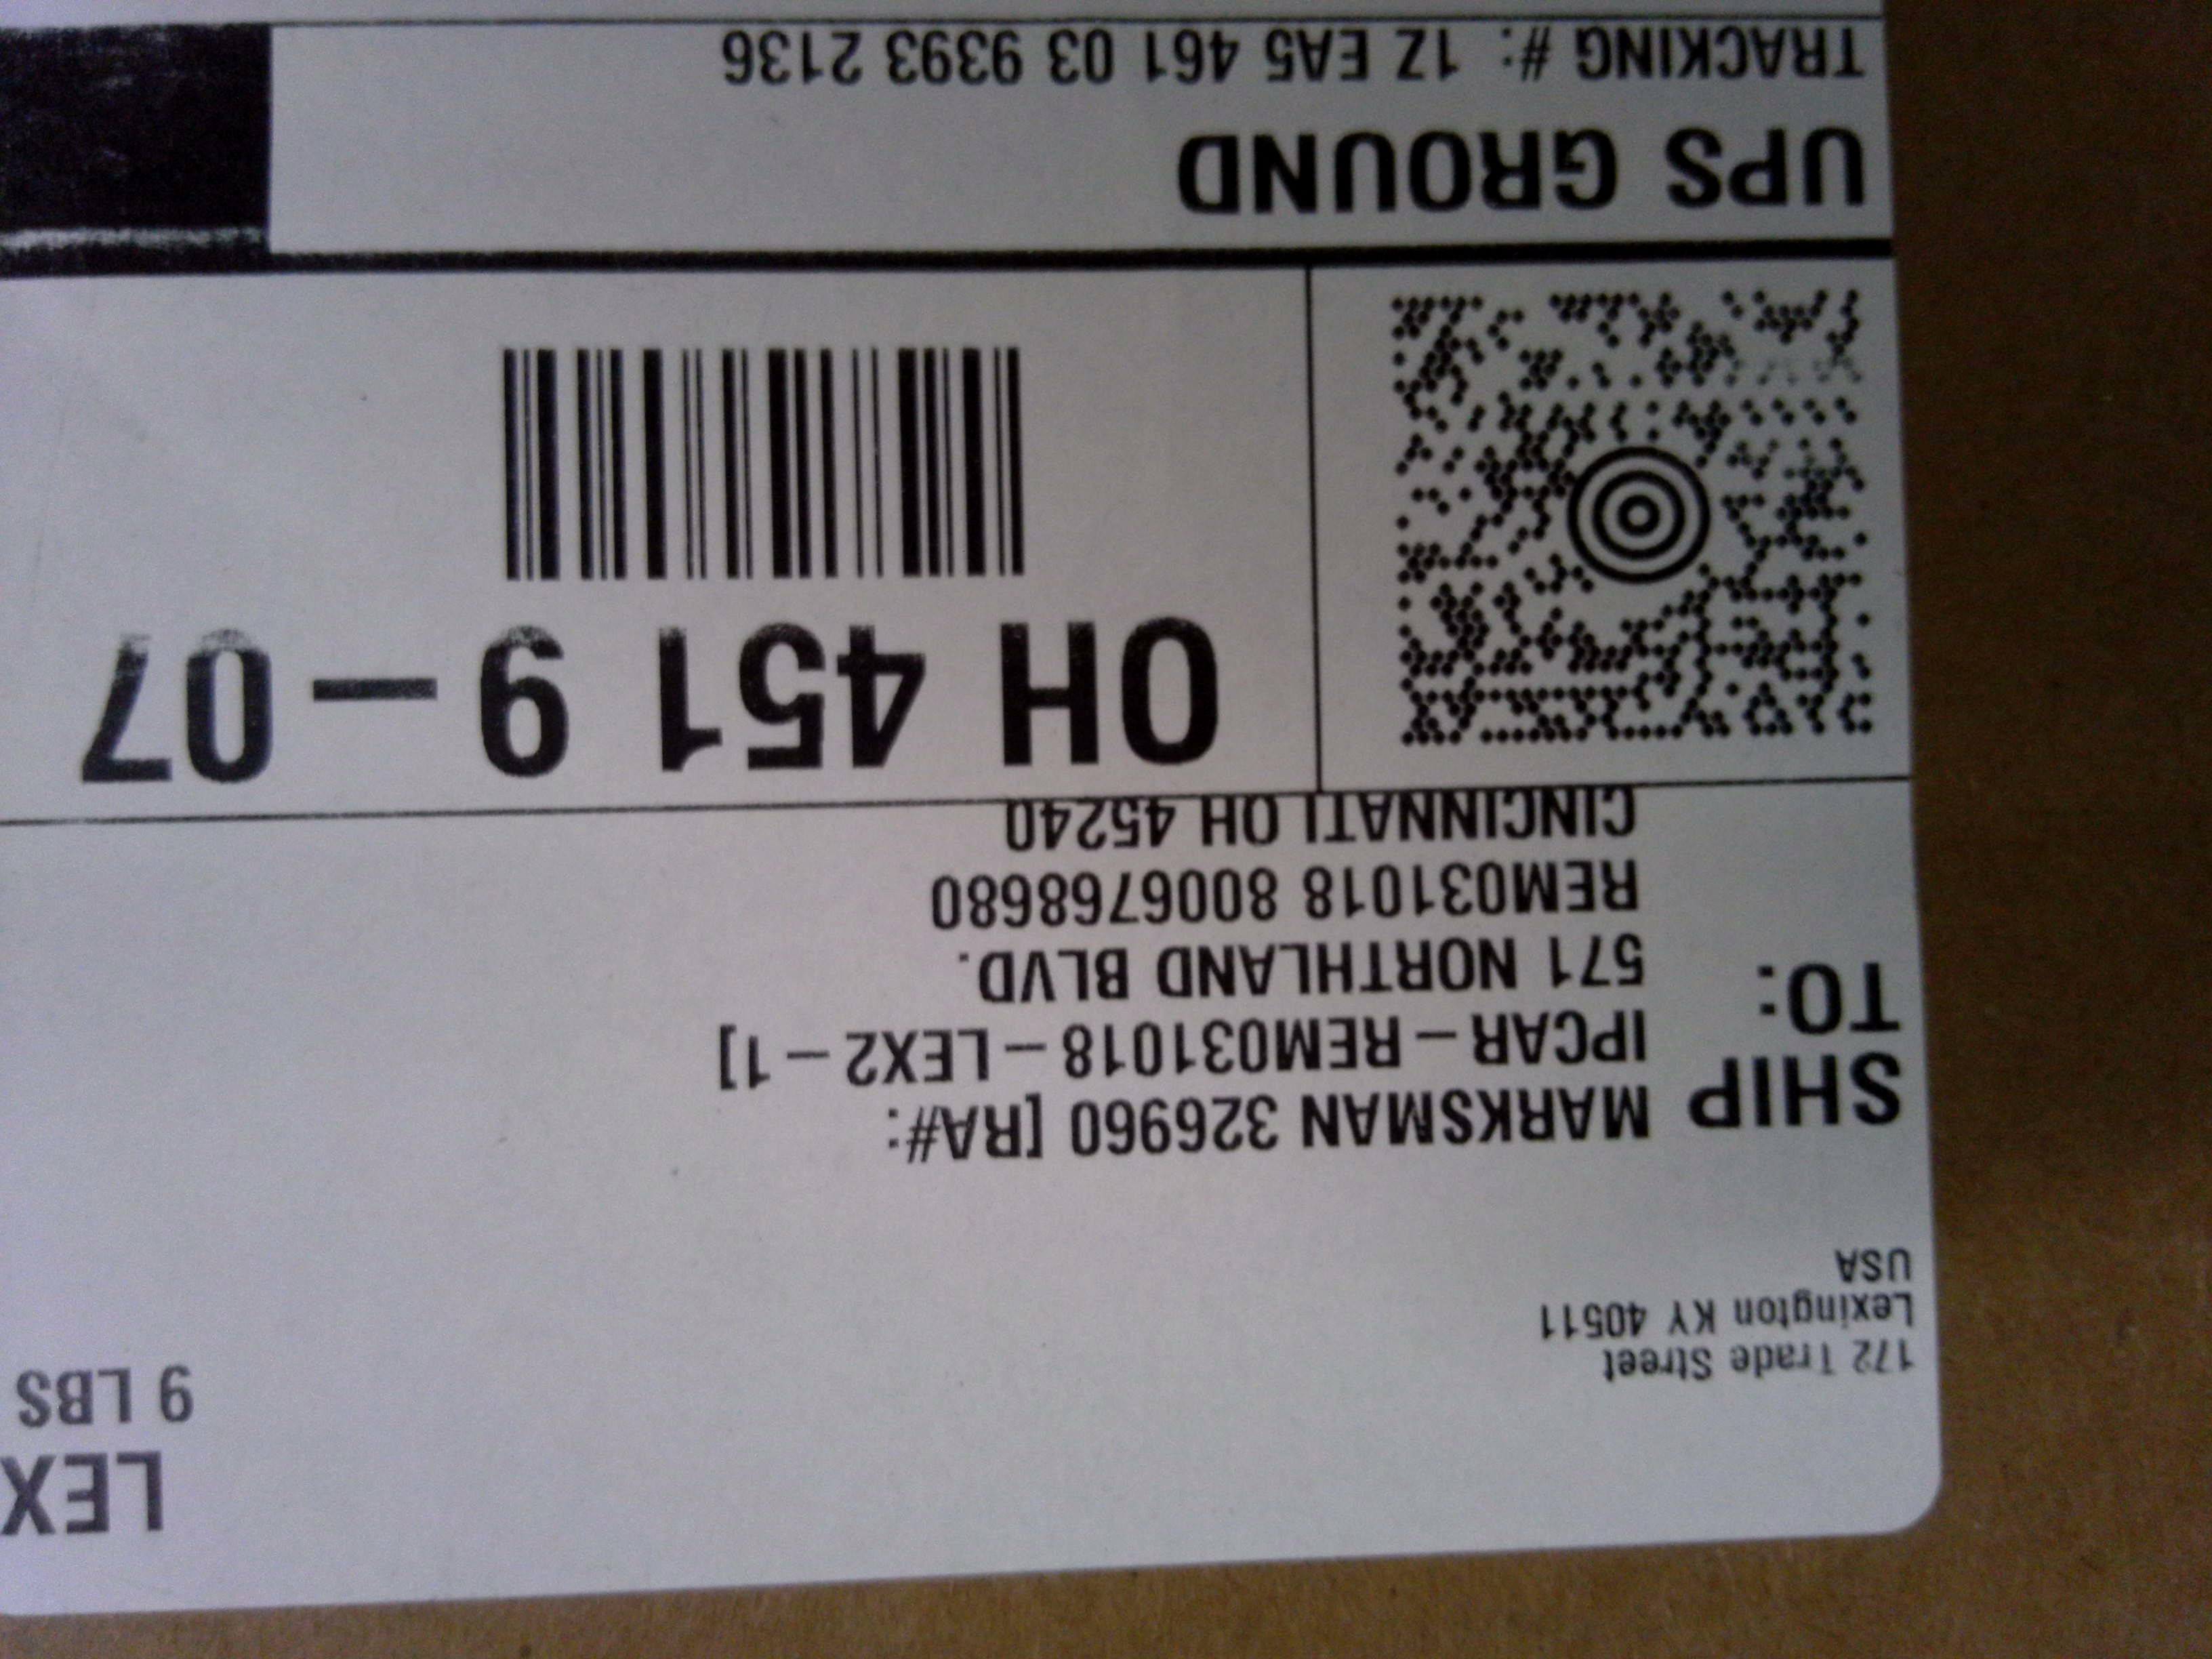 172 Trade Street
Lexington KY 40511
USA
LEX
9 LBS
SHIP
TO:
MARKSMAN 326960 [RA#:
IPCAR-REM031018-LEX2-1]
571 NORTHLAND BLVD.
REM031018 8006768680
CINCINNATI OH 45240
OH 451 9-07
UPS GROUND
TRACKING #: 1Z EA5 461 03 9393 2136